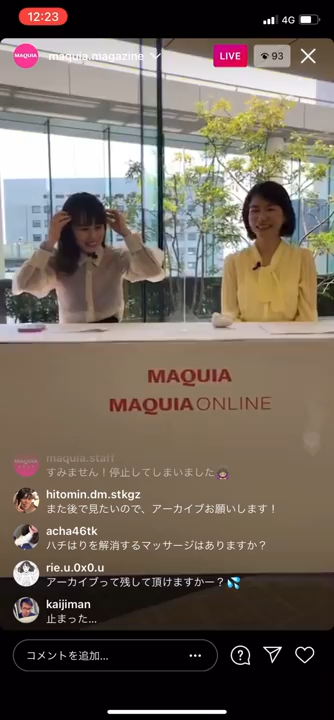 12:23
4G
maquia.magazine
LIVE
93
MAQUIA
MAQUIA ONLINE
maquia.staff
すみません！停止してしまいました🙇🏻‍♀️
hitomin.dm.stkgz
また後で見たいので、アーカイブお願いします！
acha46tk
ハチはりを解消するマッサージはありますか？
rie.u.0x0.u
アーカイブって残して頂けますかー？💦
kaijiman
止まった...
コメントを追加...